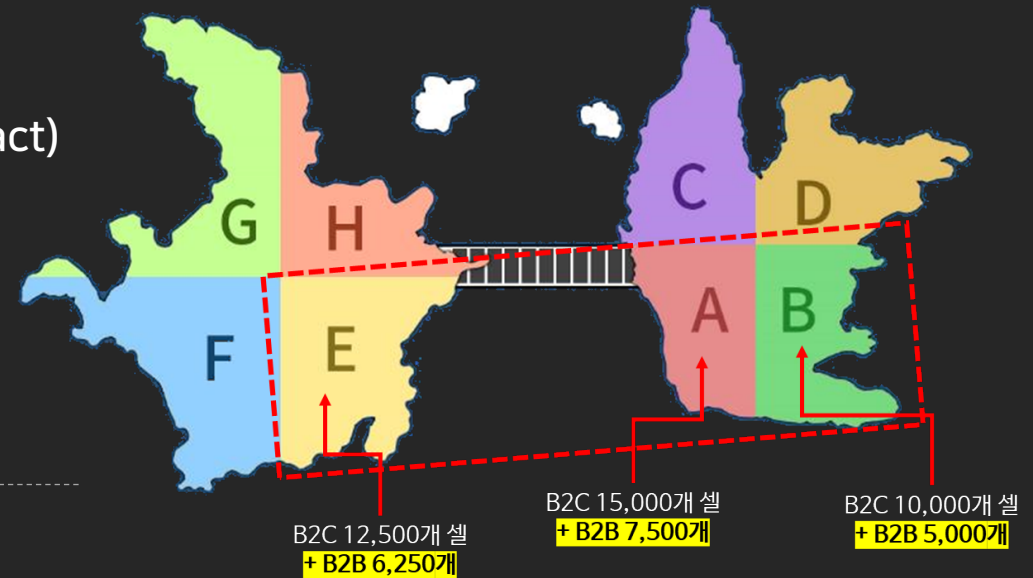 act)
G
H
C
D
F
E
A
B
B2C 12,500개 셀
+ B2B 6,250개
B2C 15,000개 셀
+ B2B 7,500개
B2C 10,000개 셀
+ B2B 5,000개